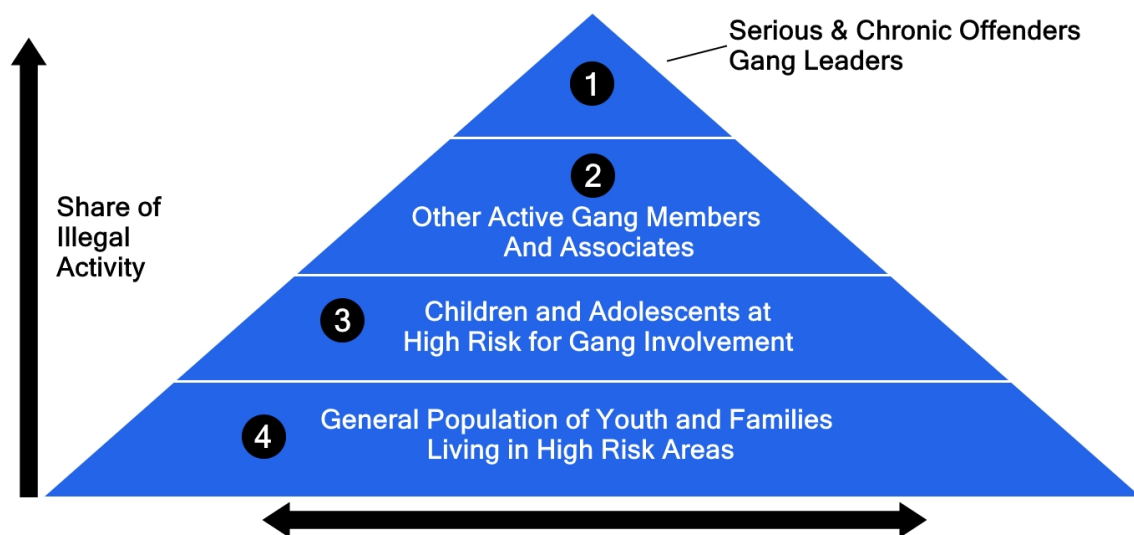 Serious & Chronic Offenders
Gang Leaders
1
2
Other Active Gang Members
And Associates
Share of
Illegal
Activity
3
Children and Adolescents at
High Risk for Gang Involvement
4
General Population of Youth and Families
Living in High Risk Areas